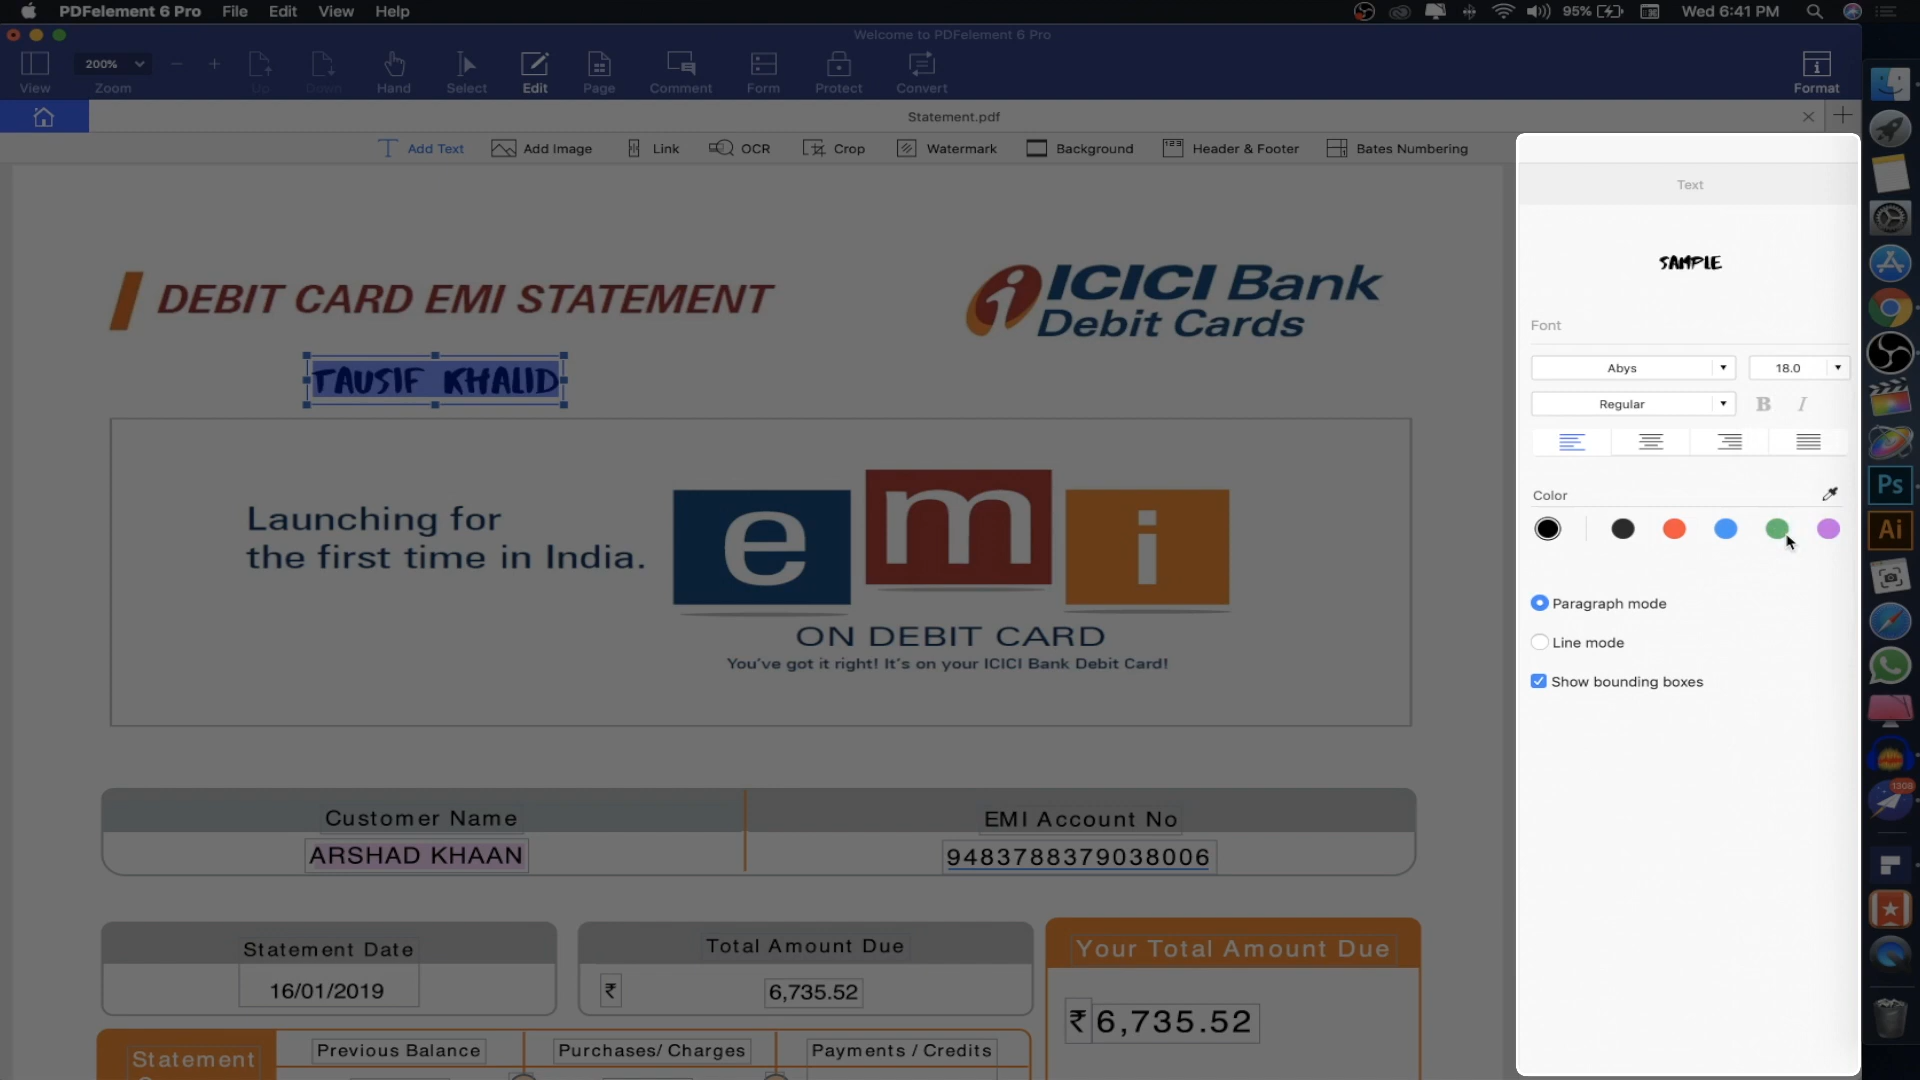 PDFelement 6 Pro File Edit View Help 95% Wed 6:41 PM
Welcome to PDFelement 6 Pro
200%
View Zoom Up Down Hand Select Edit Page Comment Form Protect Convert Format
Statement.pdf
Add Text Add Image Link OCR Crop Watermark Background Header & Footer Bates Numbering
Text
SAMPLE
Font
Abys 18.0
Regular B I
Color
Paragraph mode
Line mode
Show bounding boxes
DEBIT CARD EMI STATEMENT
ICICI Bank
Debit Cards
TAUSIF KHALID
Launching for
the first time in India.
e m i
ON DEBIT CARD
You've got it right! It's on your ICICI Bank Debit Card!
Customer Name EMI Account No
ARSHAD KHAAN 9483788379038006
Statement Date Total Amount Due Your Total Amount Due
16/01/2019 ₹ 6,735.52
₹ 6,735.52
Statement Previous Balance Purchases/ Charges Payments / Credits
Ps
Ai
1308